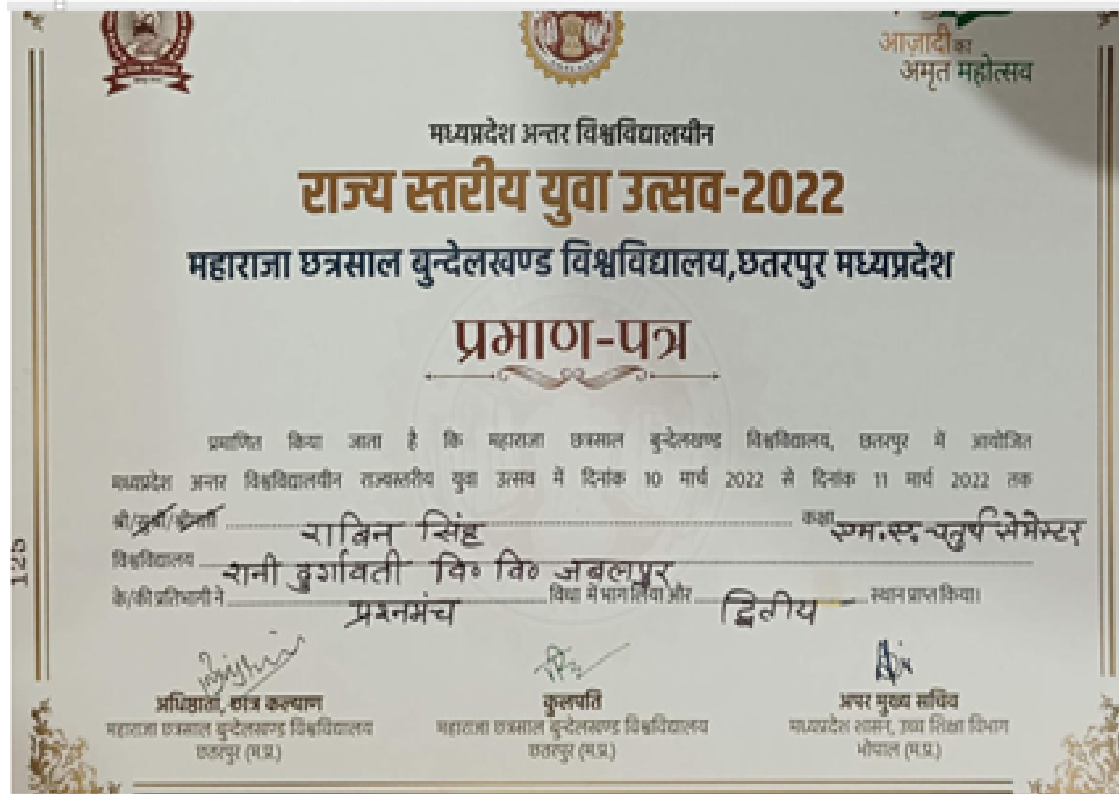 आज़ादी का
अमृत महोत्सव
मध्यप्रदेश अन्तर विश्वविद्यालयीन
राज्य स्तरीय युवा उत्सव-2022
महाराजा छत्रसाल बुन्देलखण्ड विश्वविद्यालय,छतरपुर मध्यप्रदेश
प्रमाण-पत्र
प्रमाणित किया जाता है कि महाराजा छत्रसाल बुन्देलखण्ड विश्वविद्यालय, छतरपुर में आयोजित
मध्यप्रदेश अन्तर विश्वविद्यालयीन राज्यस्तरीय युवा उत्सव में दिनांक 10 मार्च 2022 से दिनांक 11 मार्च 2022 तक
श्री/सुश्री/श्रीमती राबिन सिंह कक्षा एम.ए. चतुर्थ सेमेस्टर
विश्वविद्यालय रानी दुर्गावती वि० वि० जबलपुर
के/की प्रतिभागी ने प्रश्नमंच विधा में भाग लिया और द्वितीय स्थान प्राप्त किया।
125
अधिष्ठाता, छात्र कल्याण
महाराजा छत्रसाल बुन्देलखण्ड विश्वविद्यालय
छतरपुर (म.प्र.)
कुलपति
महाराजा छत्रसाल बुन्देलखण्ड विश्वविद्यालय
छतरपुर (म.प्र.)
अपर मुख्य सचिव
मध्यप्रदेश शासन, उच्च शिक्षा विभाग
भोपाल (म.प्र.)